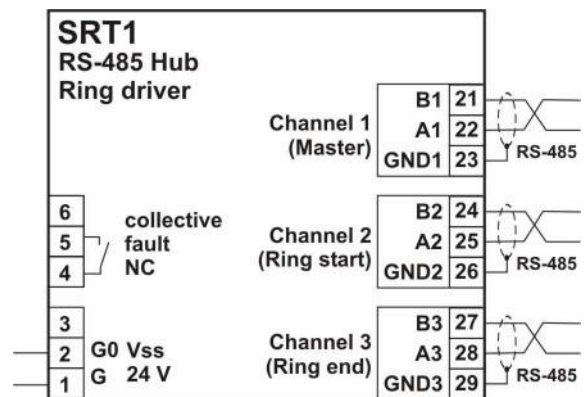 SRT1
RS-485 Hub
Ring driver
Channel 1
(Master)
B1 21
A1 22
GND1 23
RS-485
6
5
4
collective
fault
NC
Channel 2
(Ring start)
B2 24
A2 25
GND2 26
RS-485
3
2 G0 Vss
1 G 24 V
Channel 3
(Ring end)
B3 27
A3 28
GND3 29
RS-485